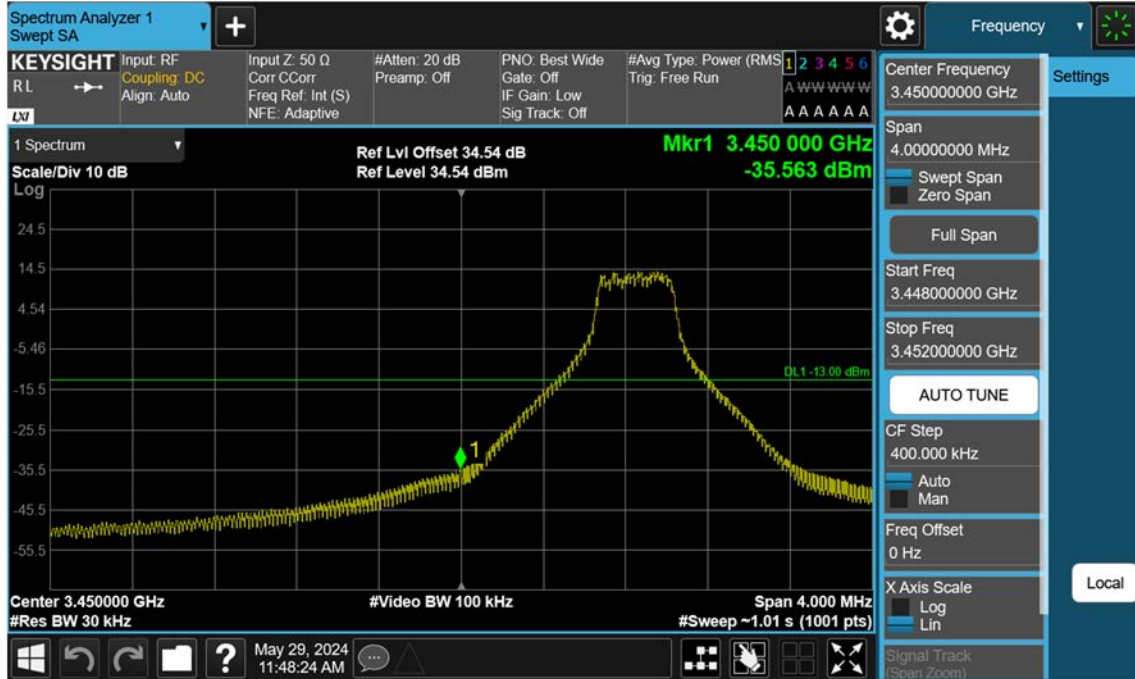 Spectrum Analyzer 1
Swept SA
+
Frequency
KEYSIGHT
R L
LXI
Input: RF
Coupling: DC
Align: Auto
Input Z: 50 Ω
Corr CCorr
Freq Ref: Int (S)
NFE: Adaptive
#Atten: 20 dB
Preamp: Off
PNO: Best Wide
Gate: Off
IF Gain: Low
Sig Track: Off
#Avg Type: Power (RMS
Trig: Free Run
1 2 3 4 5 6
A W W W W W
A A A A A A
1 Spectrum
Scale/Div 10 dB
Ref Lvl Offset 34.54 dB
Ref Level 34.54 dBm
Mkr1 3.450 000 GHz
-35.563 dBm
Log
24.5
14.5
4.54
-5.46
-15.5
-25.5
-35.5
-45.5
-55.5
DL1 -13.00 dBm
1
Center 3.450000 GHz
#Res BW 30 kHz
#Video BW 100 kHz
Span 4.000 MHz
#Sweep ~1.01 s (1001 pts)
?
May 29, 2024
11:48:24 AM
Center Frequency
3.450000000 GHz
Span
4.00000000 MHz
Swept Span
Zero Span
Full Span
Start Freq
3.448000000 GHz
Stop Freq
3.452000000 GHz
AUTO TUNE
CF Step
400.000 kHz
Auto
Man
Freq Offset
0 Hz
X Axis Scale
Log
Lin
Signal Track
(Span Zoom)
Settings
Local